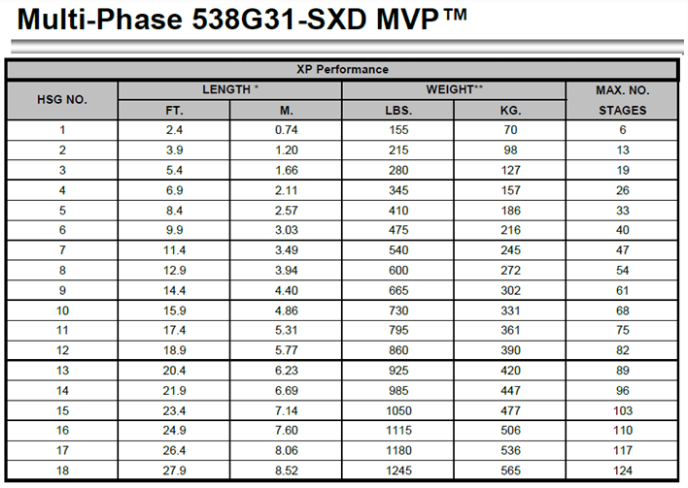 Multi-Phase 538G31-SXD MVP™
XP Performance
HSG NO. LENGTH * WEIGHT** MAX. NO. STAGES
FT. M. LBS. KG.
1 2.4 0.74 155 70 6
2 3.9 1.20 215 98 13
3 5.4 1.66 280 127 19
4 6.9 2.11 345 157 26
5 8.4 2.57 410 186 33
6 9.9 3.03 475 216 40
7 11.4 3.49 540 245 47
8 12.9 3.94 600 272 54
9 14.4 4.40 665 302 61
10 15.9 4.86 730 331 68
11 17.4 5.31 795 361 75
12 18.9 5.77 860 390 82
13 20.4 6.23 925 420 89
14 21.9 6.69 985 447 96
15 23.4 7.14 1050 477 103
16 24.9 7.60 1115 506 110
17 26.4 8.06 1180 536 117
18 27.9 8.52 1245 565 124